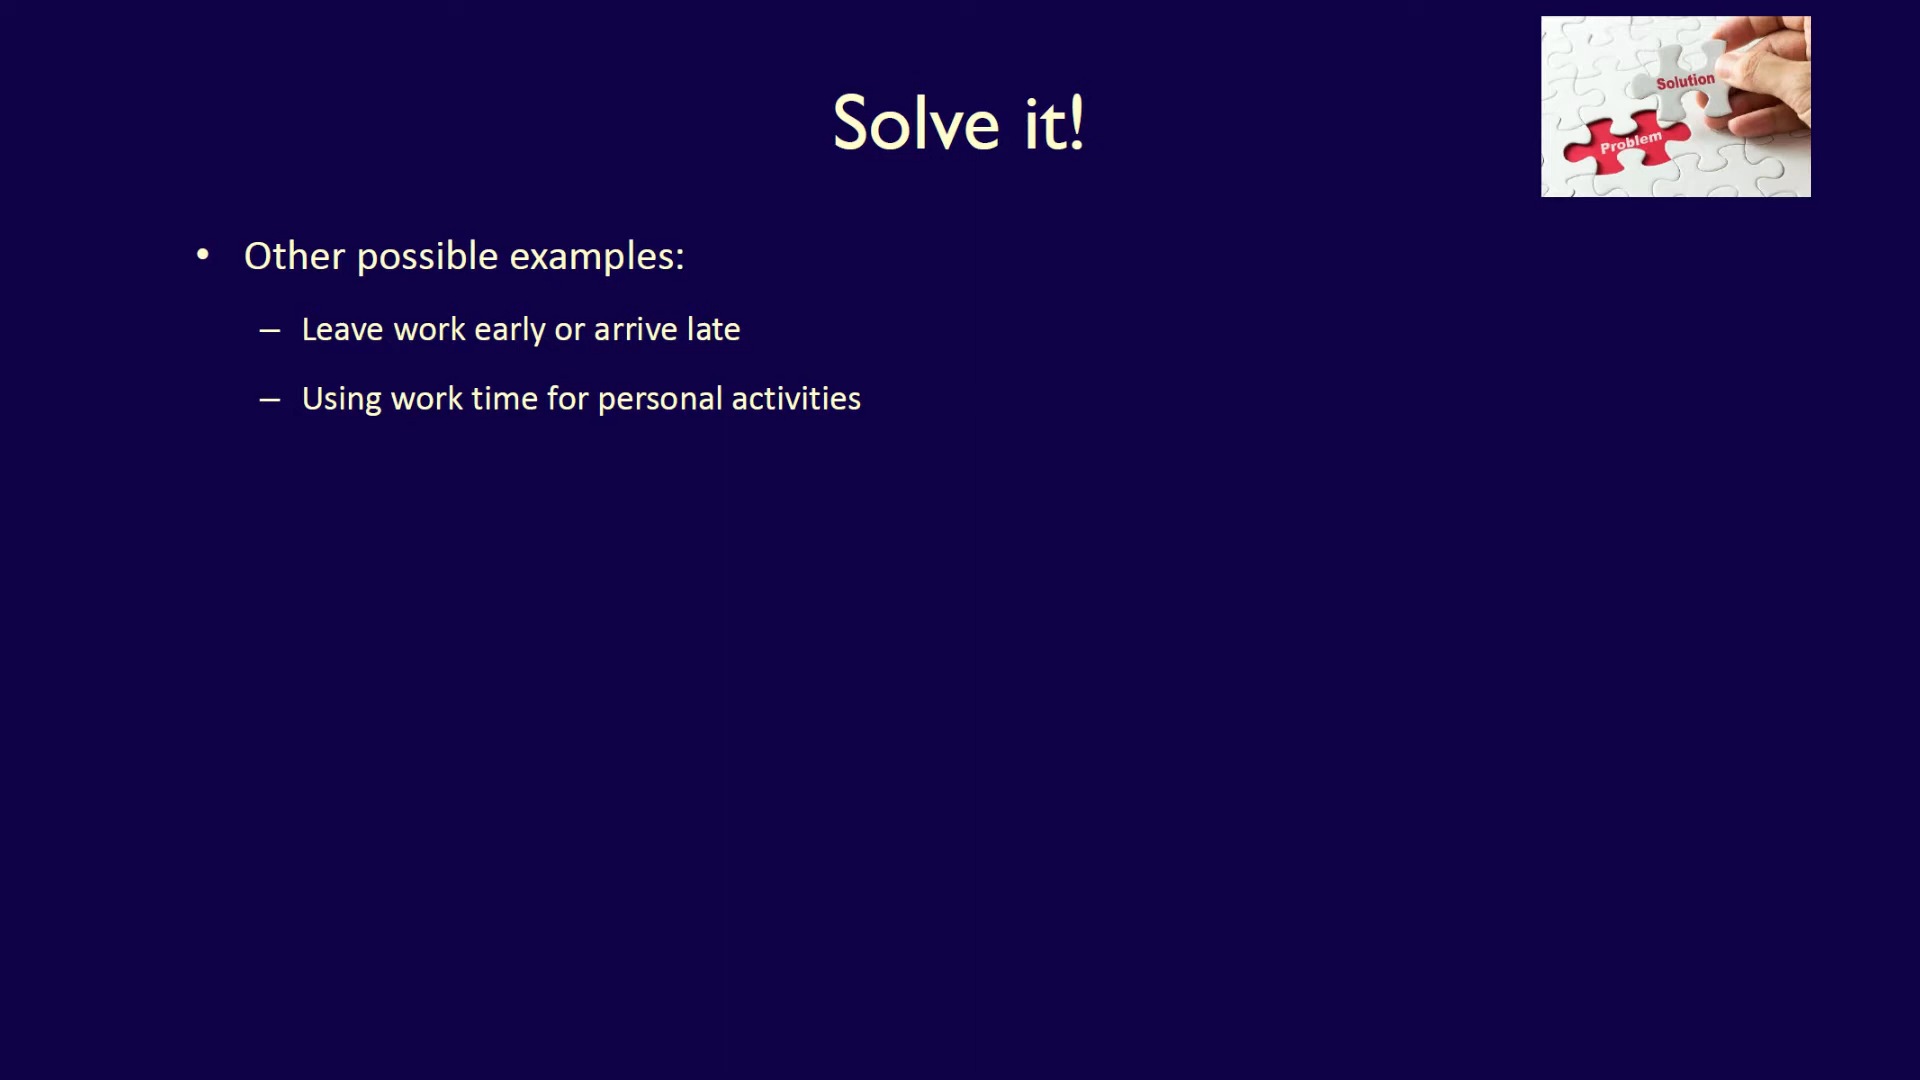 Solve it!
Solution
Problem
• Other possible examples:
– Leave work early or arrive late
– Using work time for personal activities